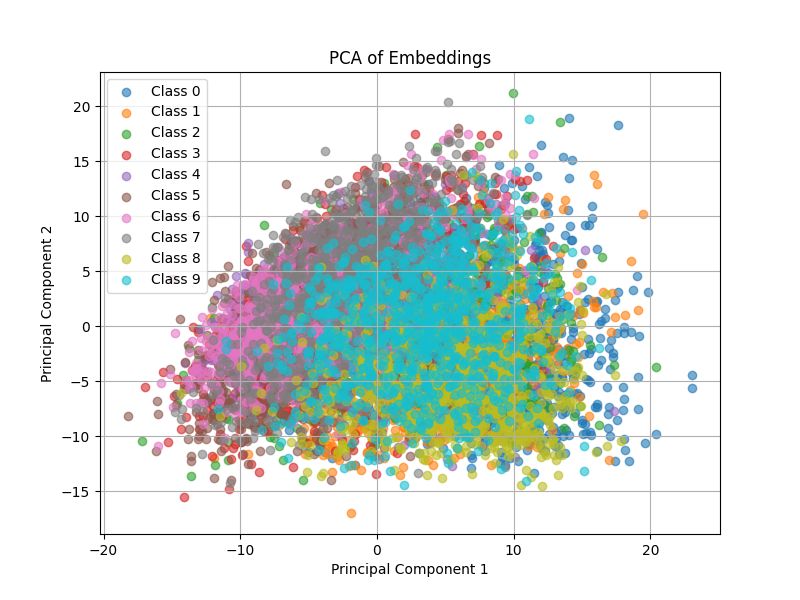 PCA of Embeddings
Class 0
Class 1
Class 2
Class 3
Class 4
Class 5
Class 6
Class 7
Class 8
Class 9
20
15
10
5
0
−5
−10
−15
Principal Component 2
−20
−10
0
10
20
Principal Component 1